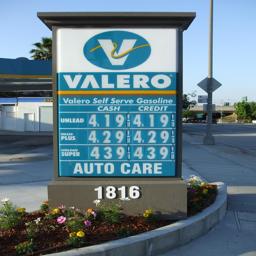 VALERO
Valero Self Serve Gasoline
CASH CREDIT
UNLEAD 4.19 4.19
PLUS 4.29 4.29
SUPER 4.39 4.39
AUTO CARE
1816